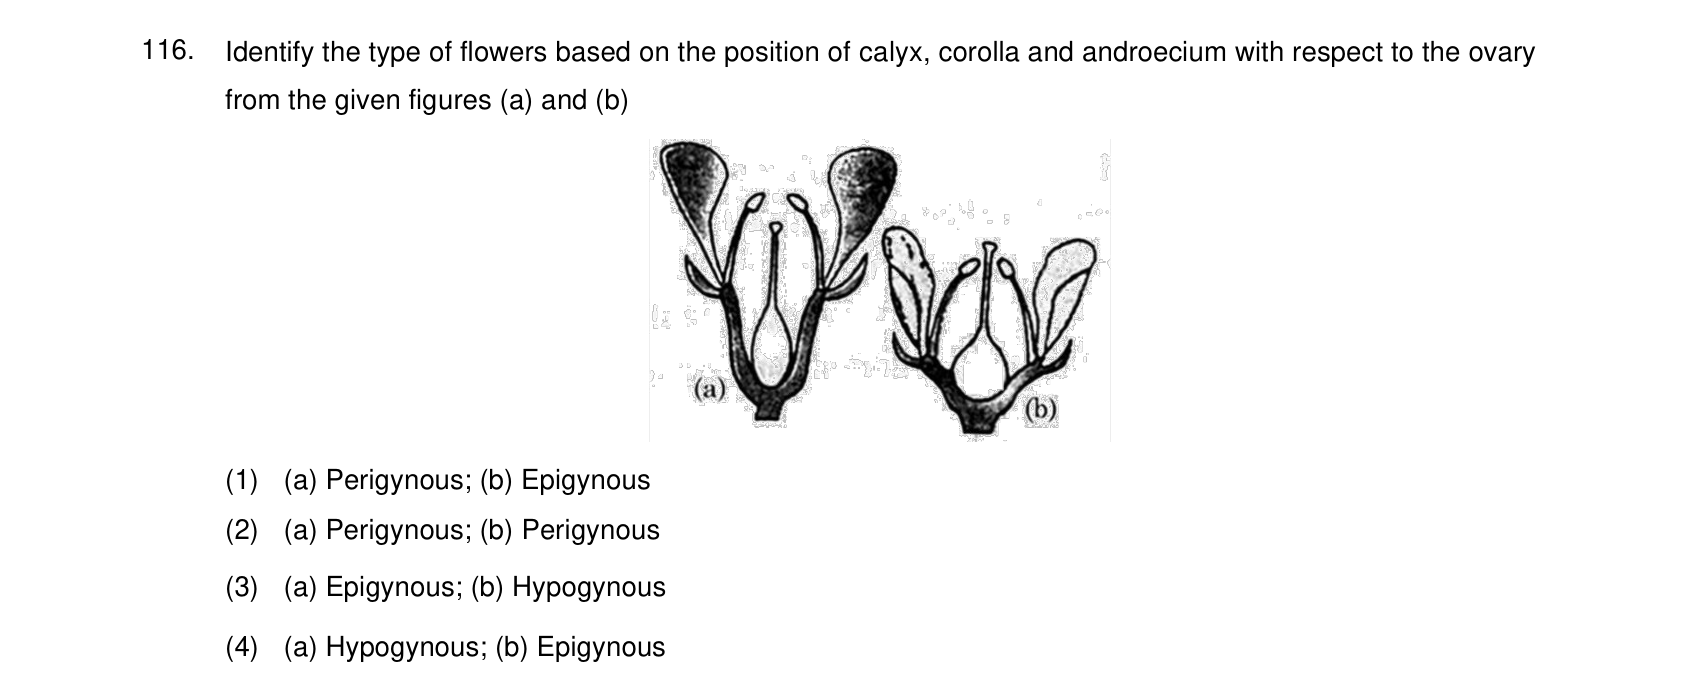 116. Identify the type of flowers based on the position of calyx, corolla and androecium with respect to the ovary
from the given figures (a) and (b)
(a)
(b)
(1) (a) Perigynous; (b) Epigynous
(2) (a) Perigynous; (b) Perigynous
(3) (a) Epigynous; (b) Hypogynous
(4) (a) Hypogynous; (b) Epigynous